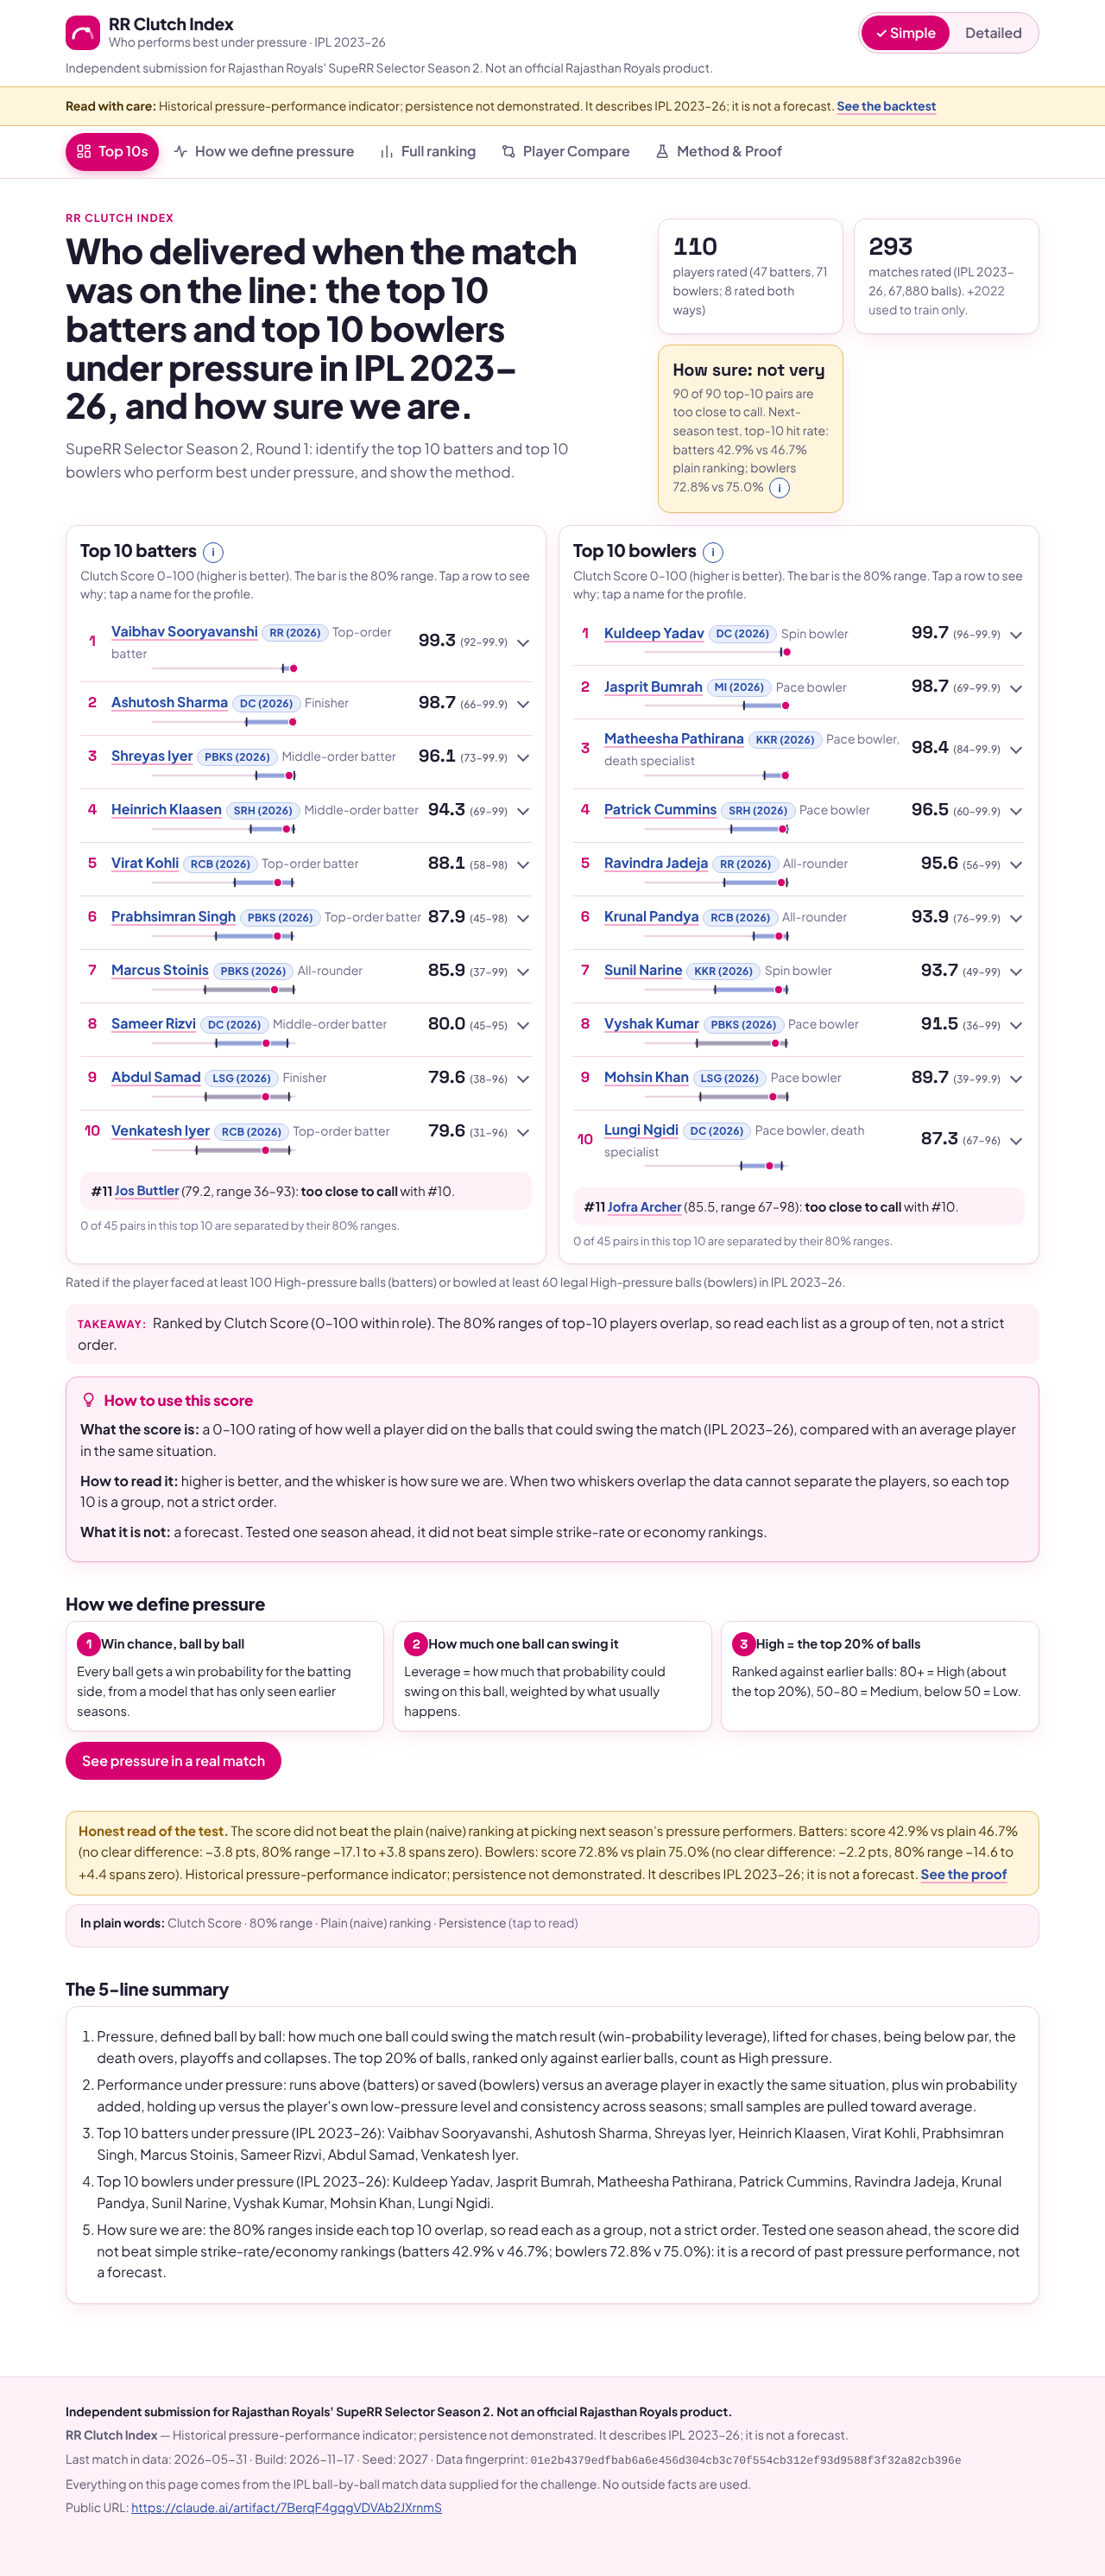 RR Clutch Index
Who performs best under pressure · IPL 2023–26
✓ Simple
Detailed
Independent submission for Rajasthan Royals' SupeRR Selector Season 2. Not an official Rajasthan Royals product.
Read with care: Historical pressure-performance indicator; persistence not demonstrated. It describes IPL 2023–26; it is not a forecast. See the backtest
Top 10s
How we define pressure
Full ranking
Player Compare
Method & Proof
RR CLUTCH INDEX
Who delivered when the match
was on the line: the top 10
batters and top 10 bowlers
under pressure in IPL 2023–
26, and how sure we are.
SupeRR Selector Season 2, Round 1: identify the top 10 batters and top 10
bowlers who perform best under pressure, and show the method.
110
players rated (47 batters, 71
bowlers; 8 rated both
ways)
293
matches rated (IPL 2023–
26, 67,880 balls). +2022
used to train only.
How sure: not very
90 of 90 top-10 pairs are
too close to call. Next-
season test, top-10 hit rate:
batters 42.9% vs 46.7%
plain ranking; bowlers
72.8% vs 75.0% i
Top 10 batters i
Clutch Score 0–100 (higher is better). The bar is the 80% range. Tap a row to see
why; tap a name for the profile.
1 Vaibhav Sooryavanshi RR (2026) Top-order
batter
99.3 (92–99.9)
2 Ashutosh Sharma DC (2026) Finisher 98.7 (66–99.9)
3 Shreyas Iyer PBKS (2026) Middle-order batter 96.1 (73–99.9)
4 Heinrich Klaasen SRH (2026) Middle-order batter 94.3 (69–99)
5 Virat Kohli RCB (2026) Top-order batter 88.1 (58–98)
6 Prabhsimran Singh PBKS (2026) Top-order batter 87.9 (45–98)
7 Marcus Stoinis PBKS (2026) All-rounder 85.9 (37–99)
8 Sameer Rizvi DC (2026) Middle-order batter 80.0 (45–95)
9 Abdul Samad LSG (2026) Finisher 79.6 (38–96)
10 Venkatesh Iyer RCB (2026) Top-order batter 79.6 (31–96)
#11 Jos Buttler (79.2, range 36–93): too close to call with #10.
0 of 45 pairs in this top 10 are separated by their 80% ranges.
Top 10 bowlers i
Clutch Score 0–100 (higher is better). The bar is the 80% range. Tap a row to see
why; tap a name for the profile.
1 Kuldeep Yadav DC (2026) Spin bowler 99.7 (96–99.9)
2 Jasprit Bumrah MI (2026) Pace bowler 98.7 (69–99.9)
3 Matheesha Pathirana KKR (2026) Pace bowler,
death specialist
98.4 (84–99.9)
4 Patrick Cummins SRH (2026) Pace bowler 96.5 (60–99.9)
5 Ravindra Jadeja RR (2026) All-rounder 95.6 (56–99)
6 Krunal Pandya RCB (2026) All-rounder 93.9 (76–99.9)
7 Sunil Narine KKR (2026) Spin bowler 93.7 (49–99)
8 Vyshak Kumar PBKS (2026) Pace bowler 91.5 (36–99)
9 Mohsin Khan LSG (2026) Pace bowler 89.7 (39–99.9)
10 Lungi Ngidi DC (2026) Pace bowler, death
specialist
87.3 (67–96)
#11 Jofra Archer (85.5, range 67–98): too close to call with #10.
0 of 45 pairs in this top 10 are separated by their 80% ranges.
Rated if the player faced at least 100 High-pressure balls (batters) or bowled at least 60 legal High-pressure balls (bowlers) in IPL 2023–26.
TAKEAWAY: Ranked by Clutch Score (0–100 within role). The 80% ranges of top-10 players overlap, so read each list as a group of ten, not a strict
order.
How to use this score
What the score is: a 0–100 rating of how well a player did on the balls that could swing the match (IPL 2023–26), compared with an average player
in the same situation.
How to read it: higher is better, and the whisker is how sure we are. When two whiskers overlap the data cannot separate the players, so each top
10 is a group, not a strict order.
What it is not: a forecast. Tested one season ahead, it did not beat simple strike-rate or economy rankings.
How we define pressure
1 Win chance, ball by ball
Every ball gets a win probability for the batting
side, from a model that has only seen earlier
seasons.
2 How much one ball can swing it
Leverage = how much that probability could
swing on this ball, weighted by what usually
happens.
3 High = the top 20% of balls
Ranked against earlier balls: 80+ = High (about
the top 20%), 50–80 = Medium, below 50 = Low.
See pressure in a real match
Honest read of the test. The score did not beat the plain (naive) ranking at picking next season's pressure performers. Batters: score 42.9% vs plain 46.7%
(no clear difference: −3.8 pts, 80% range −17.1 to +3.8 spans zero). Bowlers: score 72.8% vs plain 75.0% (no clear difference: −2.2 pts, 80% range −14.6 to
+4.4 spans zero). Historical pressure-performance indicator; persistence not demonstrated. It describes IPL 2023–26; it is not a forecast. See the proof
In plain words: Clutch Score · 80% range · Plain (naive) ranking · Persistence (tap to read)
The 5-line summary
1. Pressure, defined ball by ball: how much one ball could swing the match result (win-probability leverage), lifted for chases, being below par, the
death overs, playoffs and collapses. The top 20% of balls, ranked only against earlier balls, count as High pressure.
2. Performance under pressure: runs above (batters) or saved (bowlers) versus an average player in exactly the same situation, plus win probability
added, holding up versus the player's own low-pressure level and consistency across seasons; small samples are pulled toward average.
3. Top 10 batters under pressure (IPL 2023–26): Vaibhav Sooryavanshi, Ashutosh Sharma, Shreyas Iyer, Heinrich Klaasen, Virat Kohli, Prabhsimran
Singh, Marcus Stoinis, Sameer Rizvi, Abdul Samad, Venkatesh Iyer.
4. Top 10 bowlers under pressure (IPL 2023–26): Kuldeep Yadav, Jasprit Bumrah, Matheesha Pathirana, Patrick Cummins, Ravindra Jadeja, Krunal
Pandya, Sunil Narine, Vyshak Kumar, Mohsin Khan, Lungi Ngidi.
5. How sure we are: the 80% ranges inside each top 10 overlap, so read each as a group, not a strict order. Tested one season ahead, the score did
not beat simple strike-rate/economy rankings (batters 42.9% v 46.7%; bowlers 72.8% v 75.0%): it is a record of past pressure performance, not
a forecast.
Independent submission for Rajasthan Royals' SupeRR Selector Season 2. Not an official Rajasthan Royals product.
RR Clutch Index — Historical pressure-performance indicator; persistence not demonstrated. It describes IPL 2023–26; it is not a forecast.
Last match in data: 2026-05-31 · Build: 2026-11-17 · Seed: 2027 · Data fingerprint: 01e2b4379edfbab6a6e456d304cb3c70f554cb312ef93d9588f3f32a82cb396e
Everything on this page comes from the IPL ball-by-ball match data supplied for the challenge. No outside facts are used.
Public URL: https://claude.ai/artifact/7BerqF4gqgVDVAb2JXrnmS